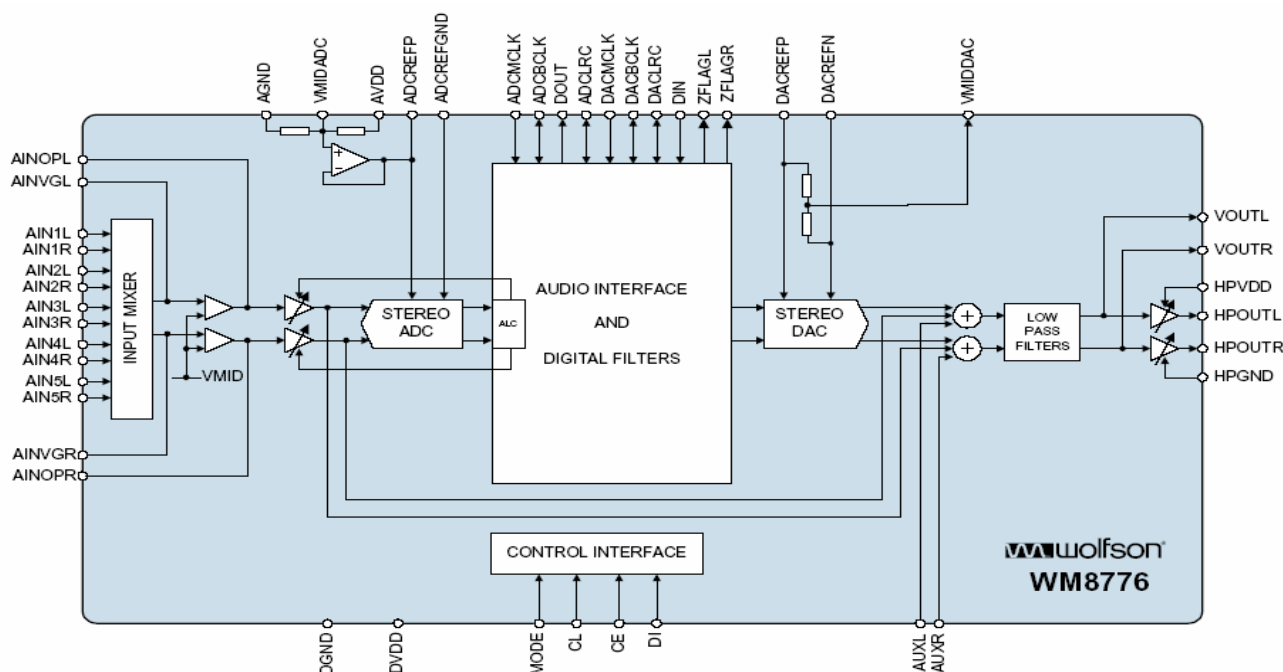 AGND
VMIDADC
AVDD
ADCREFP
ADCREFGND
ADCMCLK
ADCBCLK
DOUT
ADCLRC
DACMCLK
DACBCLK
DACLRC
DIN
ZFLAGL
ZFLAGR
DACREFP
DACREFN
VMIDDAC
AINOPL
AINVGL
AIN1L
AIN1R
AIN2L
AIN2R
AIN3L
AIN3R
AIN4L
AIN4R
AIN5L
AIN5R
AINVGR
AINOPR
INPUT MIXER
VMID
+
−
STEREO
ADC
ALC
AUDIO INTERFACE
AND
DIGITAL FILTERS
STEREO
DAC
+
+
LOW
PASS
FILTERS
VOUTL
VOUTR
HPVDD
HPOUTL
HPOUTR
HPGND
CONTROL INTERFACE
wolfson
WM8776
DGND
DVDD
MODE
CL
CE
DI
AUXL
AUXR